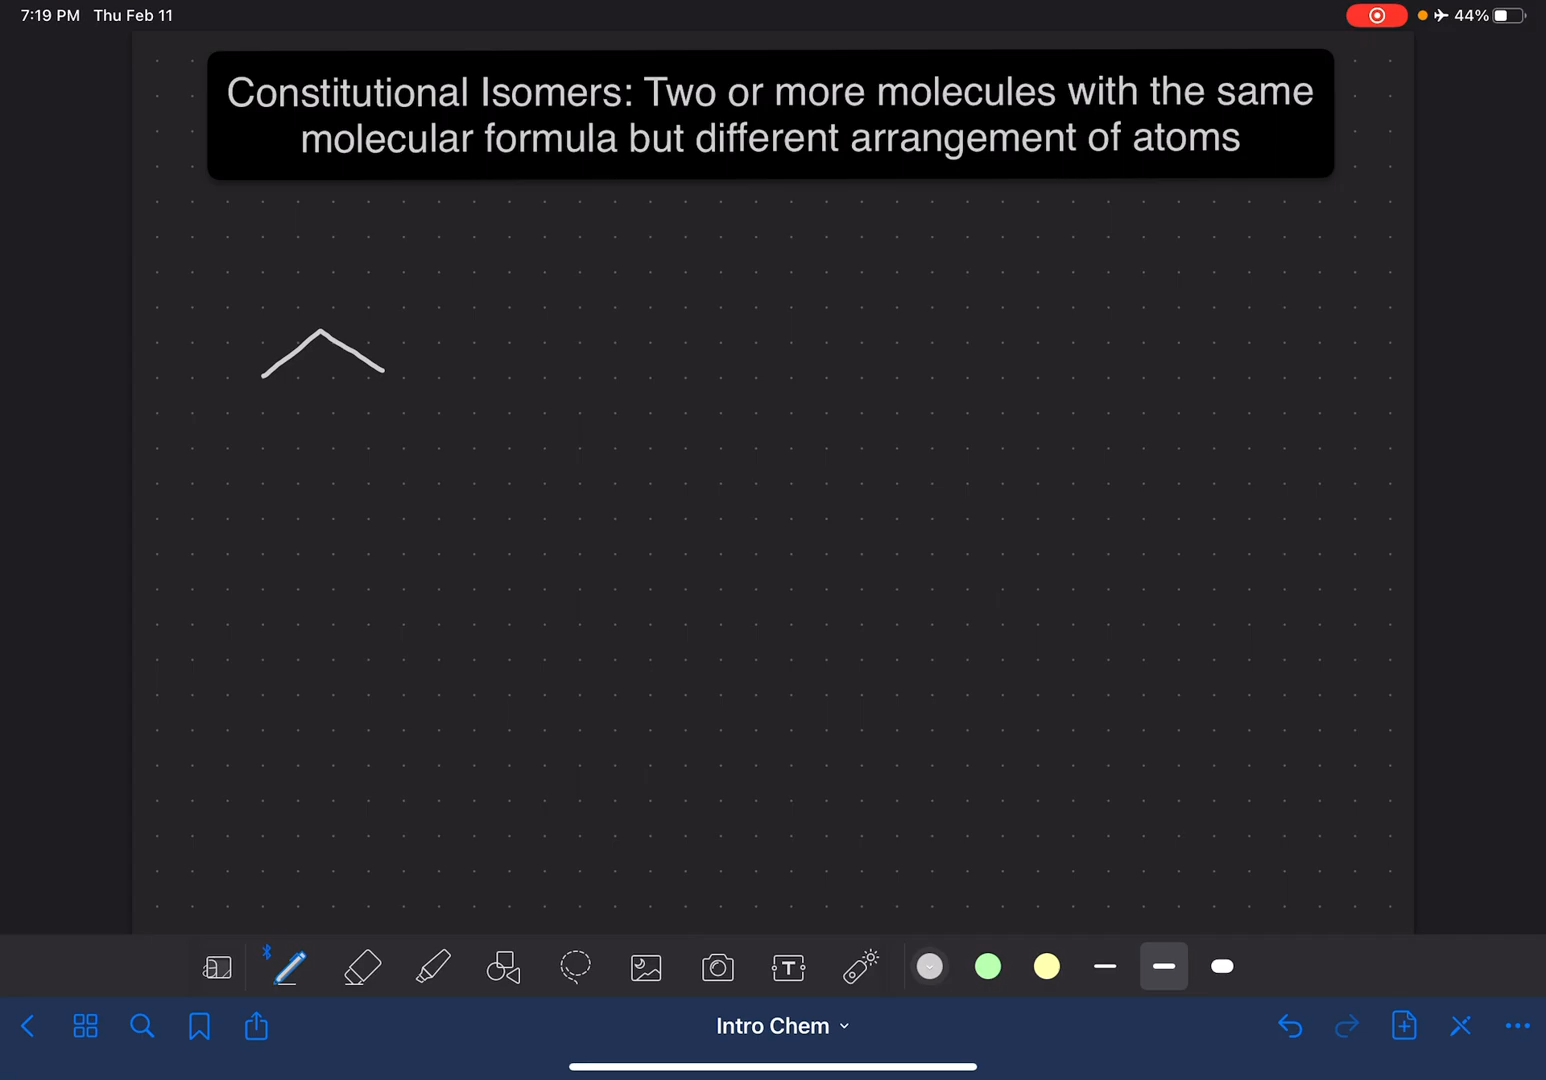 7:19 PM Thu Feb 11
44%
Constitutional Isomers: Two or more molecules with the same
molecular formula but different arrangement of atoms
T
Intro Chem